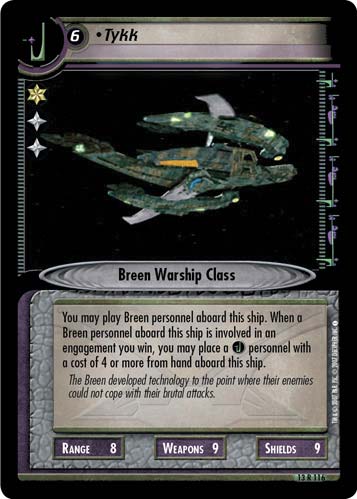 6 •Tykk
Breen Warship Class
You may play Breen personnel aboard this ship. When a
Breen personnel aboard this ship is involved in an
engagement you win, you may place a personnel with
a cost of 4 or more from hand aboard this ship.
The Breen developed technology to the point where their enemies
could not cope with their brutal attacks.
RANGE 8 WEAPONS 9 SHIELDS 9
13 R 116